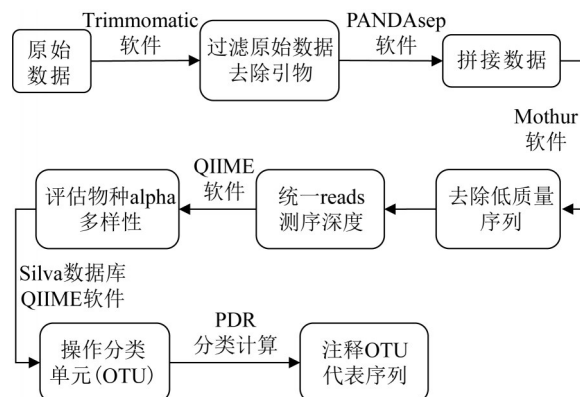 原始
数据
Trimmomatic
软件
过滤原始数据
去除引物
PANDAsep
软件
拼接数据
Mothur
软件
去除低质量
序列
统一reads
测序深度
QIIME
软件
评估物种alpha
多样性
Silva数据库
QIIME软件
操作分类
单元(OTU)
PDR
分类计算
注释OTU
代表序列